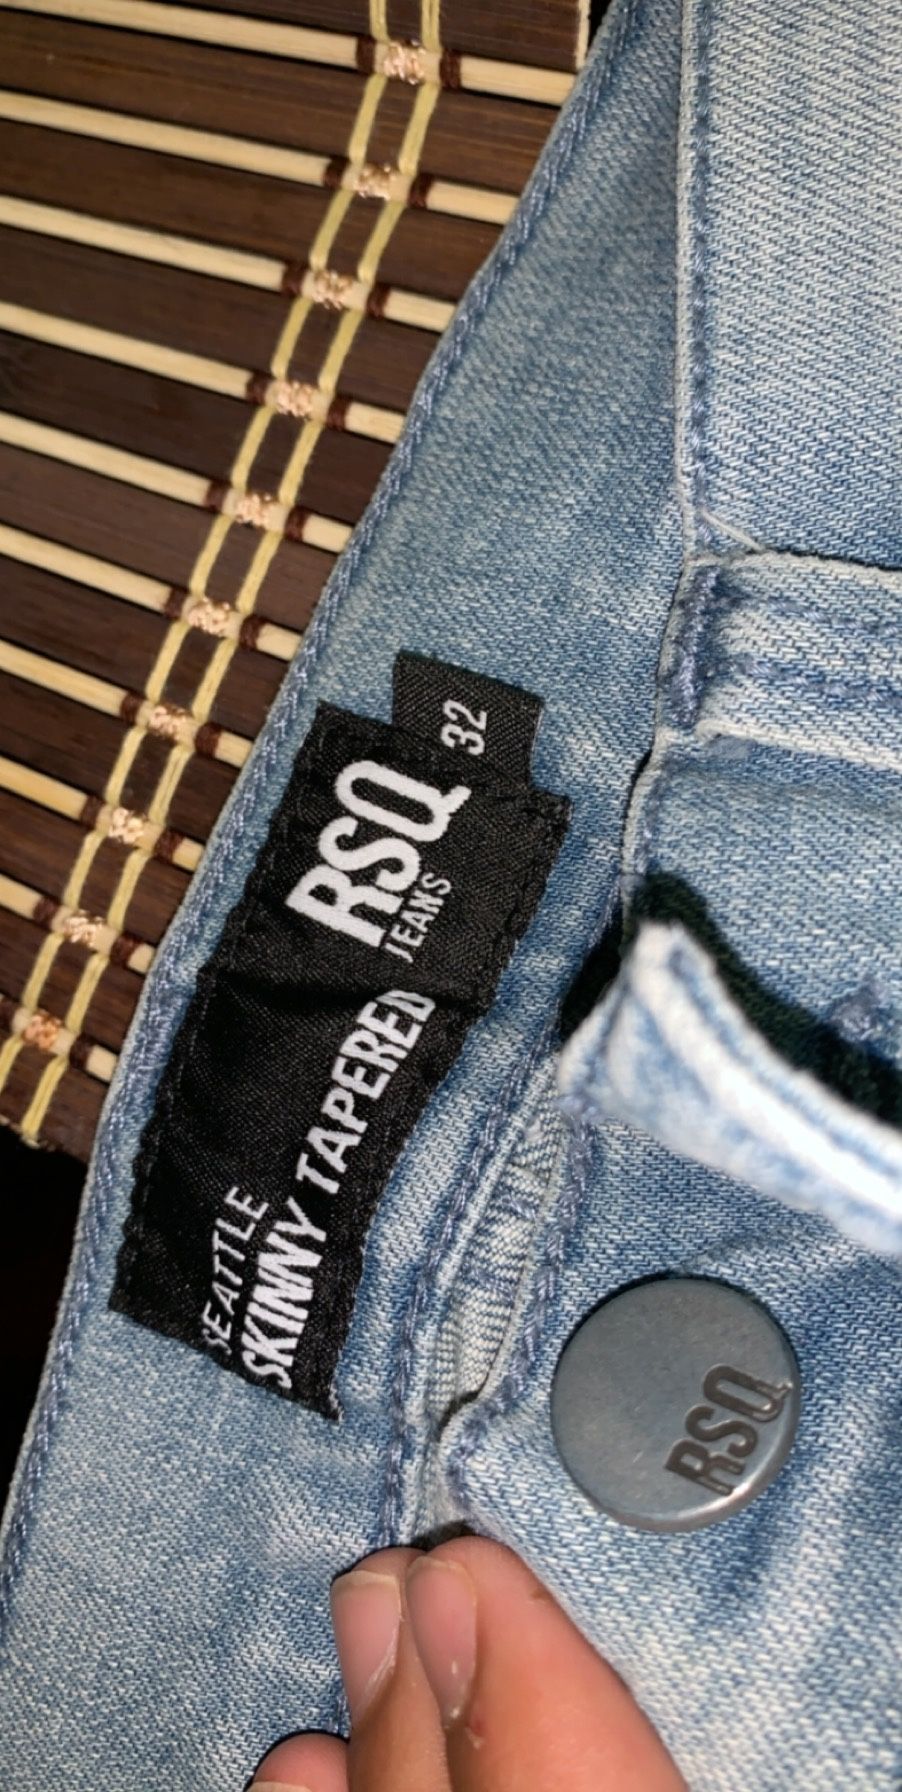 32
RSQ
JEANS
SEATTLE
SKINNY TAPERED
RSQ